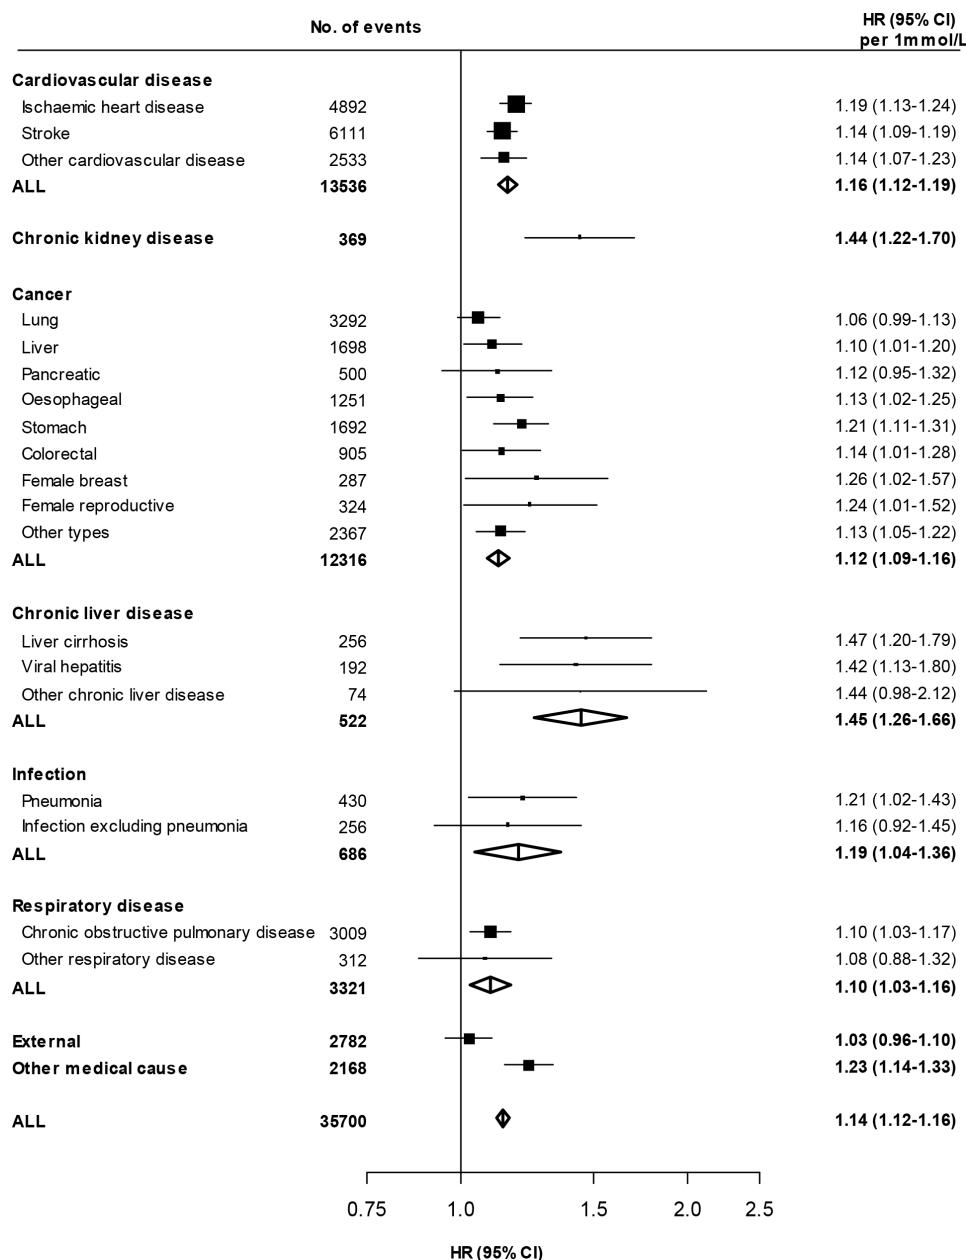 No. of events HR (95% CI)
per 1mmol/L
Cardiovascular disease
Ischaemic heart disease 4892 1.19 (1.13-1.24)
Stroke 6111 1.14 (1.09-1.19)
Other cardiovascular disease 2533 1.14 (1.07-1.23)
ALL 13536 1.16 (1.12-1.19)
Chronic kidney disease 369 1.44 (1.22-1.70)
Cancer
Lung 3292 1.06 (0.99-1.13)
Liver 1698 1.10 (1.01-1.20)
Pancreatic 500 1.12 (0.95-1.32)
Oesophageal 1251 1.13 (1.02-1.25)
Stomach 1692 1.21 (1.11-1.31)
Colorectal 905 1.14 (1.01-1.28)
Female breast 287 1.26 (1.02-1.57)
Female reproductive 324 1.24 (1.01-1.52)
Other types 2367 1.13 (1.05-1.22)
ALL 12316 1.12 (1.09-1.16)
Chronic liver disease
Liver cirrhosis 256 1.47 (1.20-1.79)
Viral hepatitis 192 1.42 (1.13-1.80)
Other chronic liver disease 74 1.44 (0.98-2.12)
ALL 522 1.45 (1.26-1.66)
Infection
Pneumonia 430 1.21 (1.02-1.43)
Infection excluding pneumonia 256 1.16 (0.92-1.45)
ALL 686 1.19 (1.04-1.36)
Respiratory disease
Chronic obstructive pulmonary disease 3009 1.10 (1.03-1.17)
Other respiratory disease 312 1.08 (0.88-1.32)
ALL 3321 1.10 (1.03-1.16)
External 2782 1.03 (0.96-1.10)
Other medical cause 2168 1.23 (1.14-1.33)
ALL 35700 1.14 (1.12-1.16)
0.75 1.0 1.5 2.0 2.5
HR (95% CI)